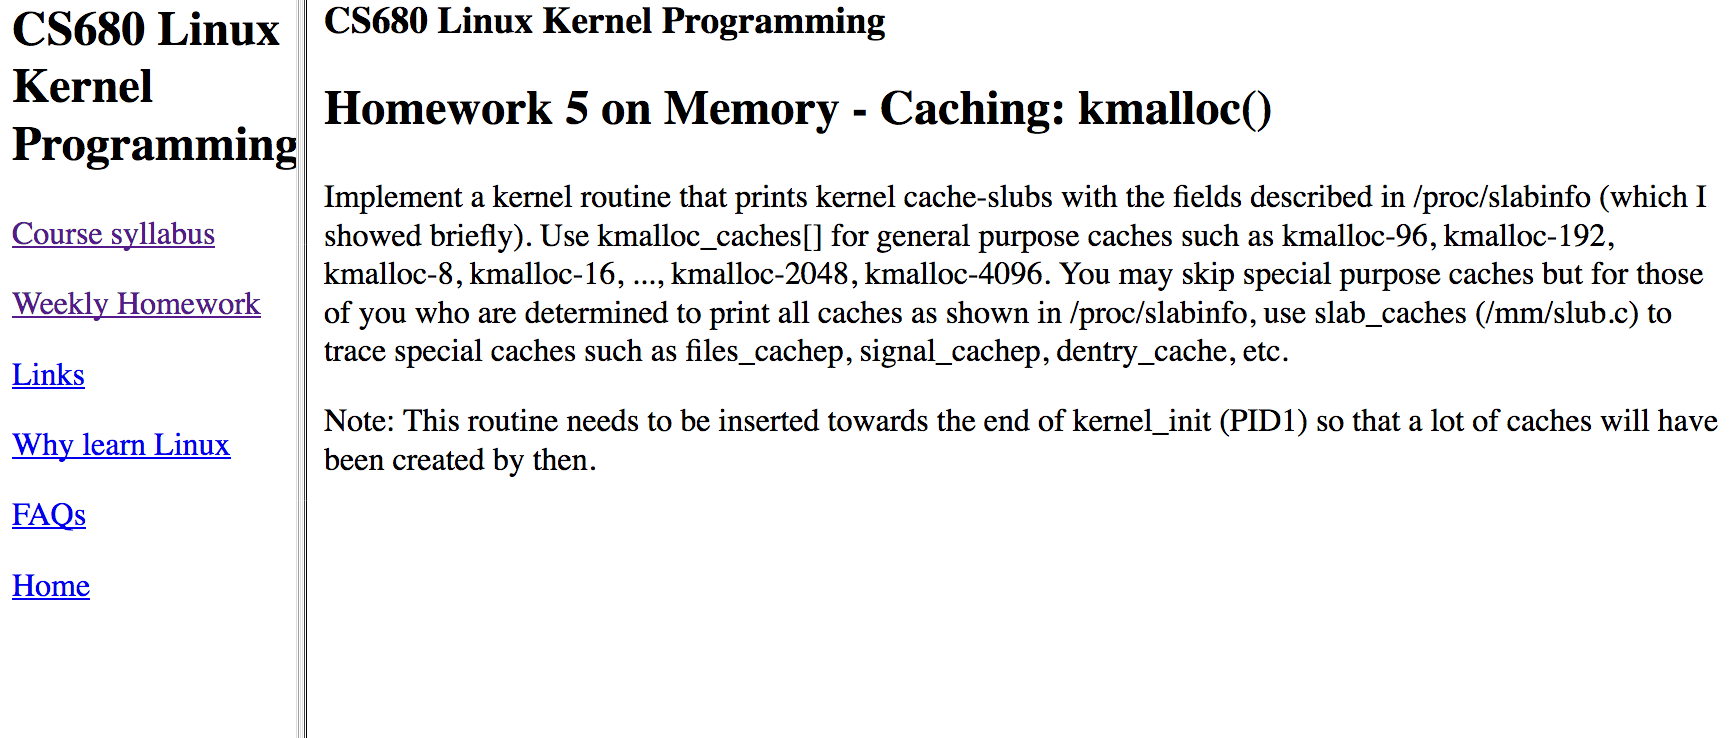 CS680 Linux
Kernel
Programming
Course syllabus
Weekly Homework
Links
Why learn Linux
FAQs
Home
CS680 Linux Kernel Programming
Homework 5 on Memory - Caching: kmalloc()
Implement a kernel routine that prints kernel cache-slubs with the fields described in /proc/slabinfo (which I
showed briefly). Use kmalloc_caches[] for general purpose caches such as kmalloc-96, kmalloc-192,
kmalloc-8, kmalloc-16, ..., kmalloc-2048, kmalloc-4096. You may skip special purpose caches but for those
of you who are determined to print all caches as shown in /proc/slabinfo, use slab_caches (/mm/slub.c) to
trace special caches such as files_cachep, signal_cachep, dentry_cache, etc.
Note: This routine needs to be inserted towards the end of kernel_init (PID1) so that a lot of caches will have
been created by then.